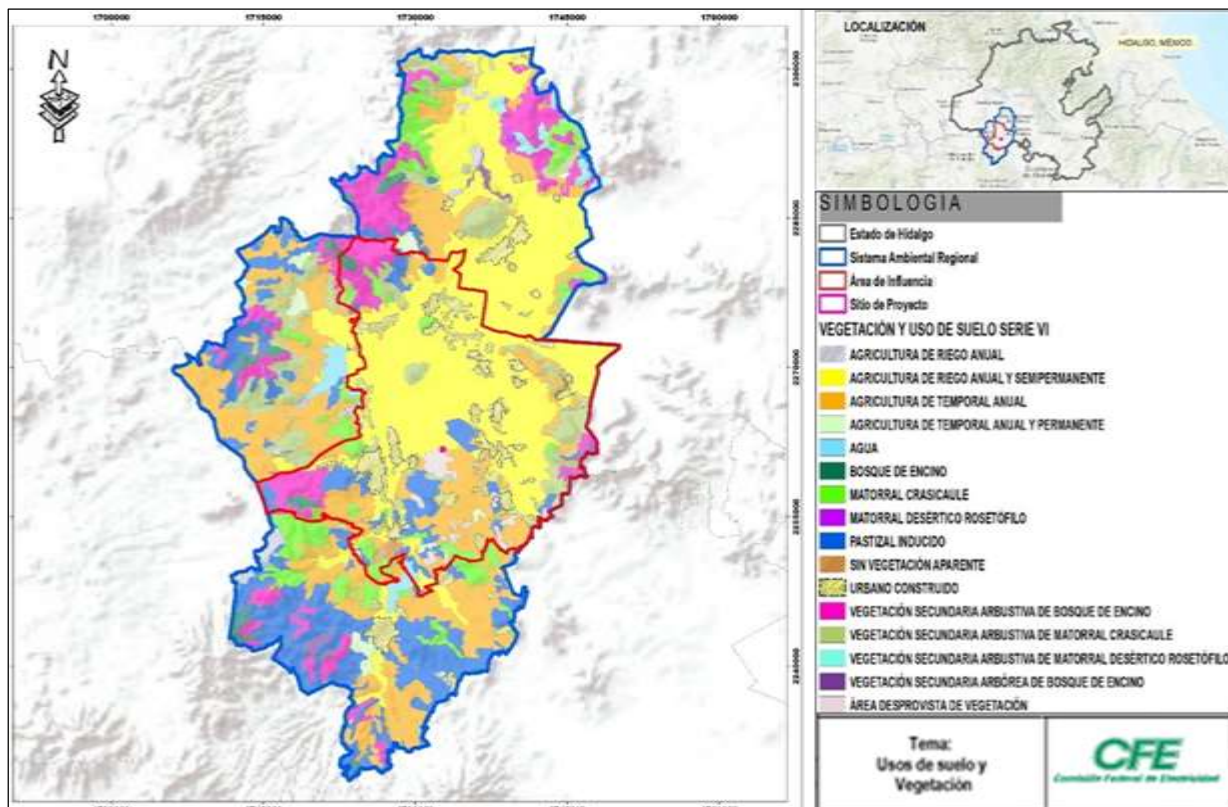 1700000 1715000 1730000 1745000 1760000
N
2300000
2285000
2270000
2255000
2240000
LOCALIZACIÓN
HIDALGO, MÉXICO.
SIMBOLOGIA
Estado de Hidalgo
Sistema Ambiental Regional
Área de Influencia
Sitio de Proyecto
VEGETACIÓN Y USO DE SUELO SERIE VI
AGRICULTURA DE RIEGO ANUAL
AGRICULTURA DE RIEGO ANUAL Y SEMIPERMANENTE
AGRICULTURA DE TEMPORAL ANUAL
AGRICULTURA DE TEMPORAL ANUAL Y PERMANENTE
AGUA
BOSQUE DE ENCINO
MATORRAL CRASICAULE
MATORRAL DESÉRTICO ROSETÓFILO
PASTIZAL INDUCIDO
SIN VEGETACIÓN APARENTE
URBANO CONSTRUIDO
VEGETACIÓN SECUNDARIA ARBUSTIVA DE BOSQUE DE ENCINO
VEGETACIÓN SECUNDARIA ARBUSTIVA DE MATORRAL CRASICAULE
VEGETACIÓN SECUNDARIA ARBUSTIVA DE MATORRAL DESÉRTICO ROSETÓFILO
VEGETACIÓN SECUNDARIA ARBÓREA DE BOSQUE DE ENCINO
ÁREA DESPROVISTA DE VEGETACIÓN
Tema:
Usos de suelo y
Vegetación
CFE
Comisión Federal de Electricidad